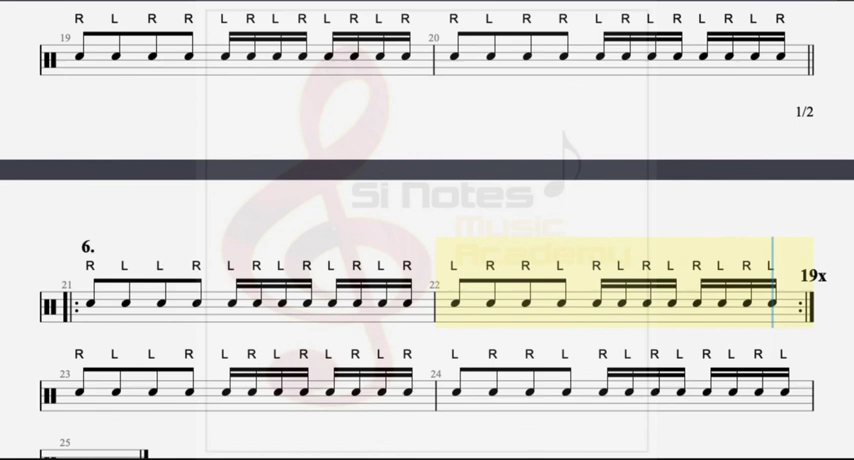 R L R R L R L R L R L R R L R R L R L R L R L R
19 20
1/2
Si Notes
Music
Academy
6.
R L L R L R L R L R L R L R R L R L R L R L R L
21 22 19x
R L L R L R L R L R L R L R R L R L R L R L R L
23 24
25